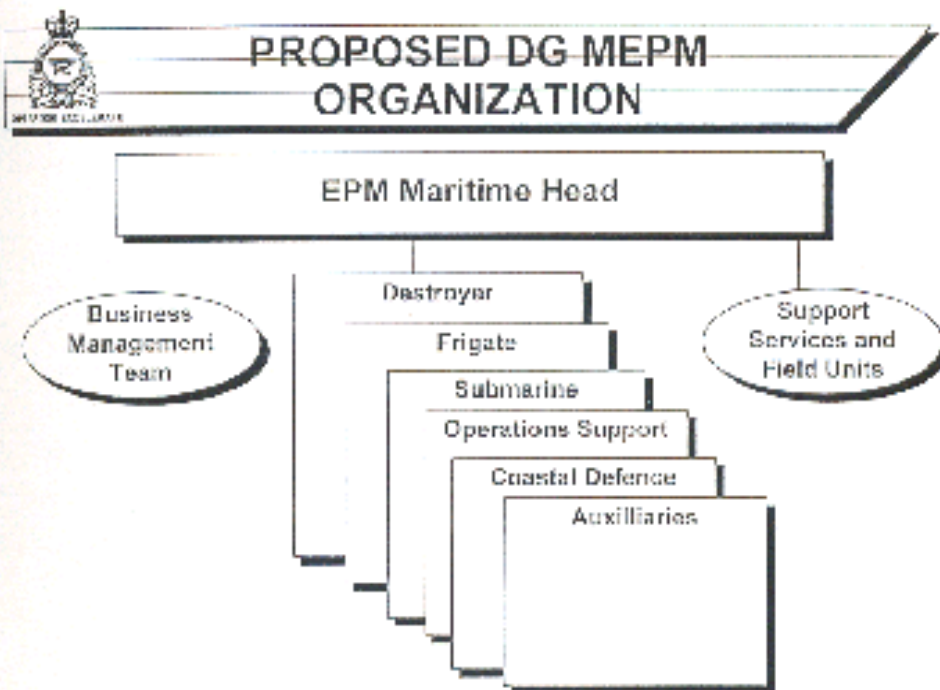 PROPOSED DG MEPM
ORGANIZATION
EPM Maritime Head
Business
Management
Team
Destroyer
Frigate
Submarine
Operations Support
Coastal Defence
Auxilliaries
Support
Services and
Field Units